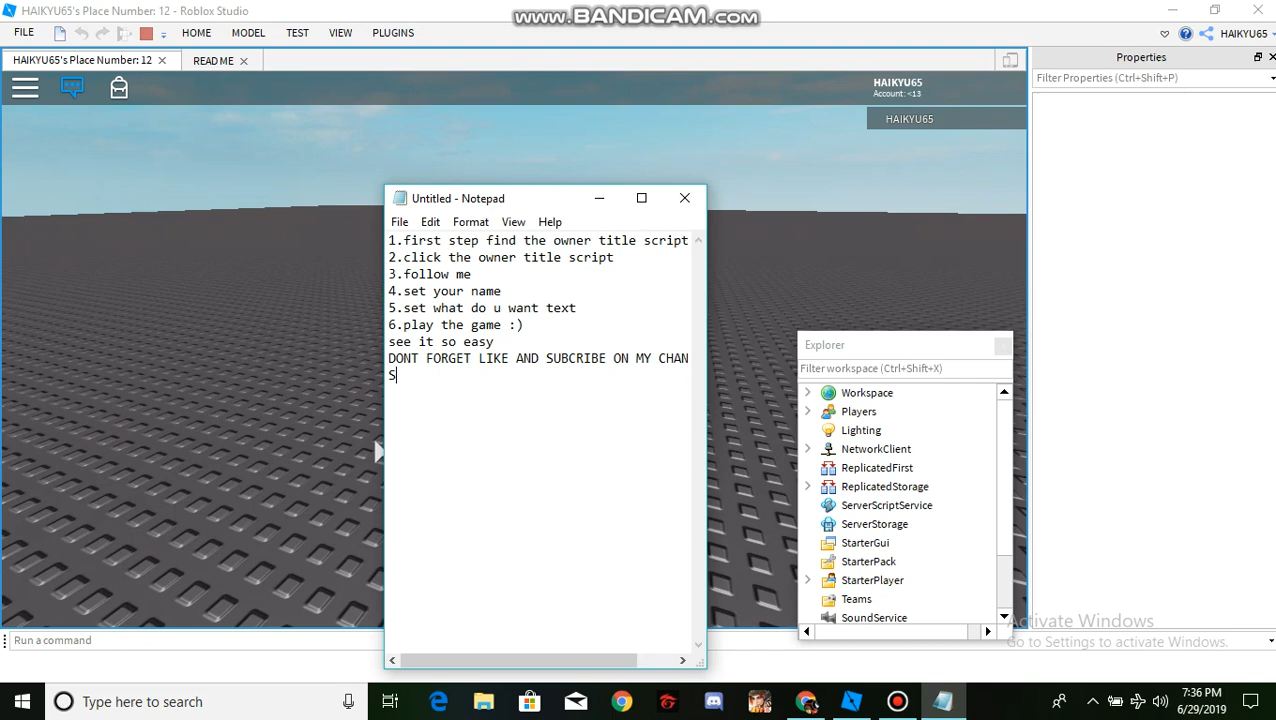 HAIKYU65's Place Number: 12 - Roblox Studio
www.BANDICAM.com
FILE HOME MODEL TEST VIEW PLUGINS HAIKYU65
HAIKYU65's Place Number: 12 READ ME Properties
Filter Properties (Ctrl+Shift+P)
HAIKYU65
Account: <13
HAIKYU65
Untitled - Notepad
File Edit Format View Help
1.first step find the owner title script
2.click the owner title script
3.follow me
4.set your name
5.set what do u want text
6.play the game :)
see it so easy
DONT FORGET LIKE AND SUBCRIBE ON MY CHAN
S
Explorer
Filter workspace (Ctrl+Shift+X)
Workspace
Players
Lighting
NetworkClient
ReplicatedFirst
ReplicatedStorage
ServerScriptService
ServerStorage
StarterGui
StarterPack
StarterPlayer
Teams
SoundService
Activate Windows
Go to Settings to activate Windows.
Run a command
Type here to search
7:36 PM
6/29/2019